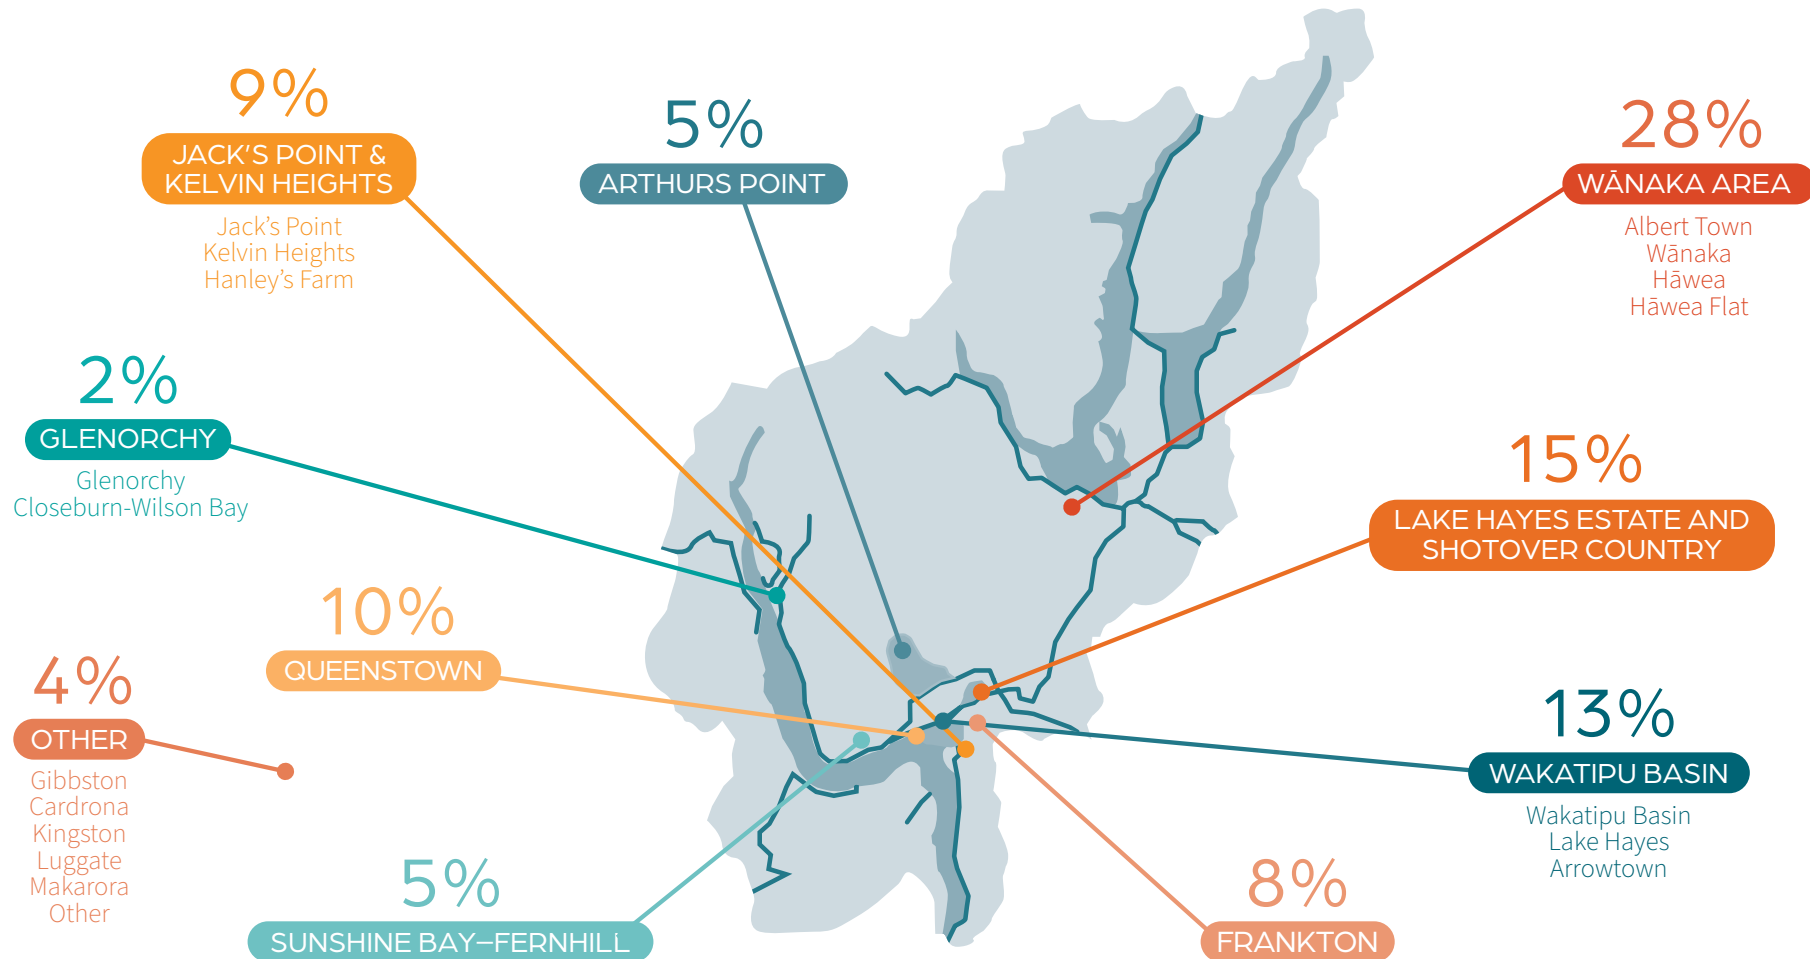 9%
JACK'S POINT &
KELVIN HEIGHTS
Jack's Point
Kelvin Heights
Hanley's Farm
5%
ARTHURS POINT
28%
WĀNAKA AREA
Albert Town
Wānaka
Hāwea
Hāwea Flat
2%
GLENORCHY
Glenorchy
Closeburn-Wilson Bay
15%
LAKE HAYES ESTATE AND
SHOTOVER COUNTRY
10%
QUEENSTOWN
4%
OTHER
Gibbston
Cardrona
Kingston
Luggate
Makarora
Other
13%
WAKATIPU BASIN
Wakatipu Basin
Lake Hayes
Arrowtown
5%
SUNSHINE BAY–FERNHILL
8%
FRANKTON